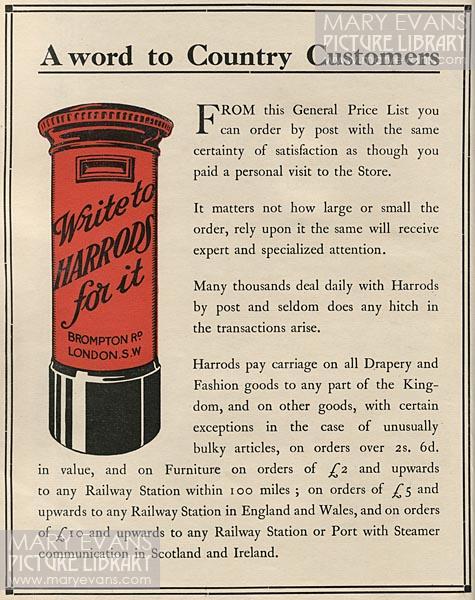 MARY EVANS
PICTURE LIBRARY
www.maryevans.com
A word to Country Customers
Write to
HARRODS
for it
BROMPTON RD
LONDON. S.W
FROM this General Price List you
can order by post with the same
certainty of satisfaction as though you
paid a personal visit to the Store.
It matters not how large or small the
order, rely upon it the same will receive
expert and specialized attention.
Many thousands deal daily with Harrods
by post and seldom does any hitch in
the transactions arise.
Harrods pay carriage on all Drapery and
Fashion goods to any part of the King-
dom, and on other goods, with certain
exceptions in the case of unusually
bulky articles, on orders over 2s. 6d.
in value, and on Furniture on orders of £2 and upwards
to any Railway Station within 100 miles ; on orders of £5 and
upwards to any Railway Station in England and Wales, and on orders
of £10 and upwards to any Railway Station or Port with Steamer
communication in Scotland and Ireland.
MARY EVANS
PICTURE LIBRARY
www.maryevans.com